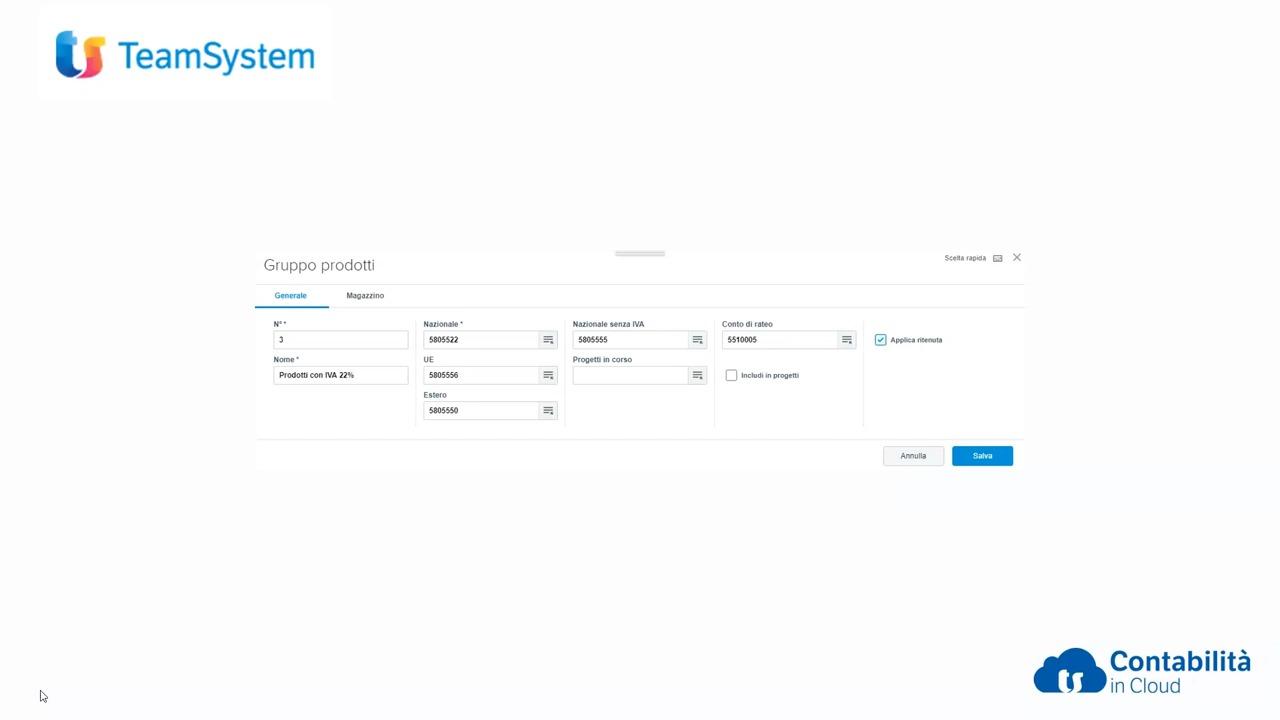 TeamSystem
Gruppo prodotti
Scelta rapida
Generale
Magazzino
N° *
3
Nome *
Prodotti con IVA 22%
Nazionale *
5805522
UE
5805556
Estero
5805550
Nazionale senza IVA
5805555
Progetti in corso
Conto di rateo
5510005
Includi in progetti
Applica ritenuta
Annulla
Salva
Contabilità
in Cloud